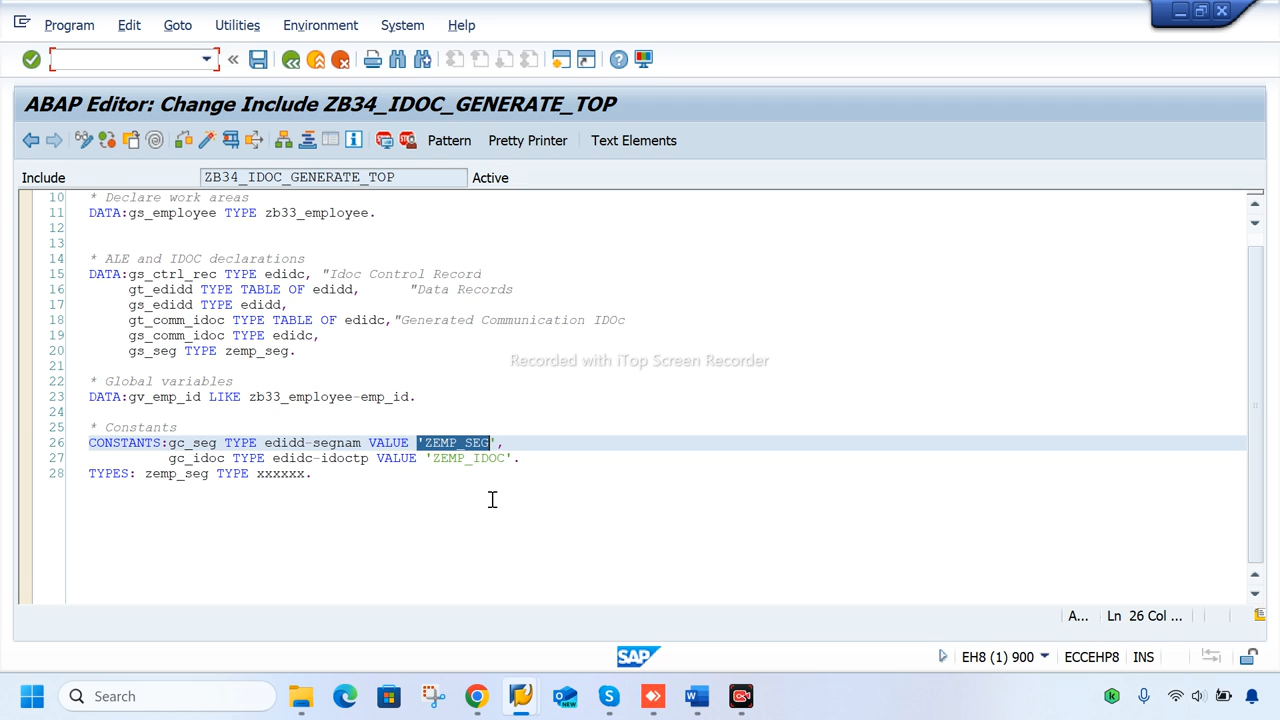 Program Edit Goto Utilities Environment System Help
ABAP Editor: Change Include ZB34_IDOC_GENERATE_TOP
Pattern Pretty Printer Text Elements
Include ZB34_IDOC_GENERATE_TOP Active
10 * Declare work areas
11 DATA:gs_employee TYPE zb33_employee.
12
13
14 * ALE and IDOC declarations
15 DATA:gs_ctrl_rec TYPE edidc, "Idoc Control Record
16 gt_edidd TYPE TABLE OF edidd, "Data Records
17 gs_edidd TYPE edidd,
18 gt_comm_idoc TYPE TABLE OF edidc,"Generated Communication IDOc
19 gs_comm_idoc TYPE edidc,
20 gs_seg TYPE zemp_seg.
Recorded with iTop Screen Recorder
21
22 * Global variables
23 DATA:gv_emp_id LIKE zb33_employee-emp_id.
24
25 * Constants
26 CONSTANTS:gc_seg TYPE edidd-segnam VALUE 'ZEMP_SEG',
27 gc_idoc TYPE edidc-idoctp VALUE 'ZEMP_IDOC'.
28 TYPES: zemp_seg TYPE xxxxxx.
A... Ln 26 Col ...
SAP EH8 (1) 900 ECCEHP8 INS
Search